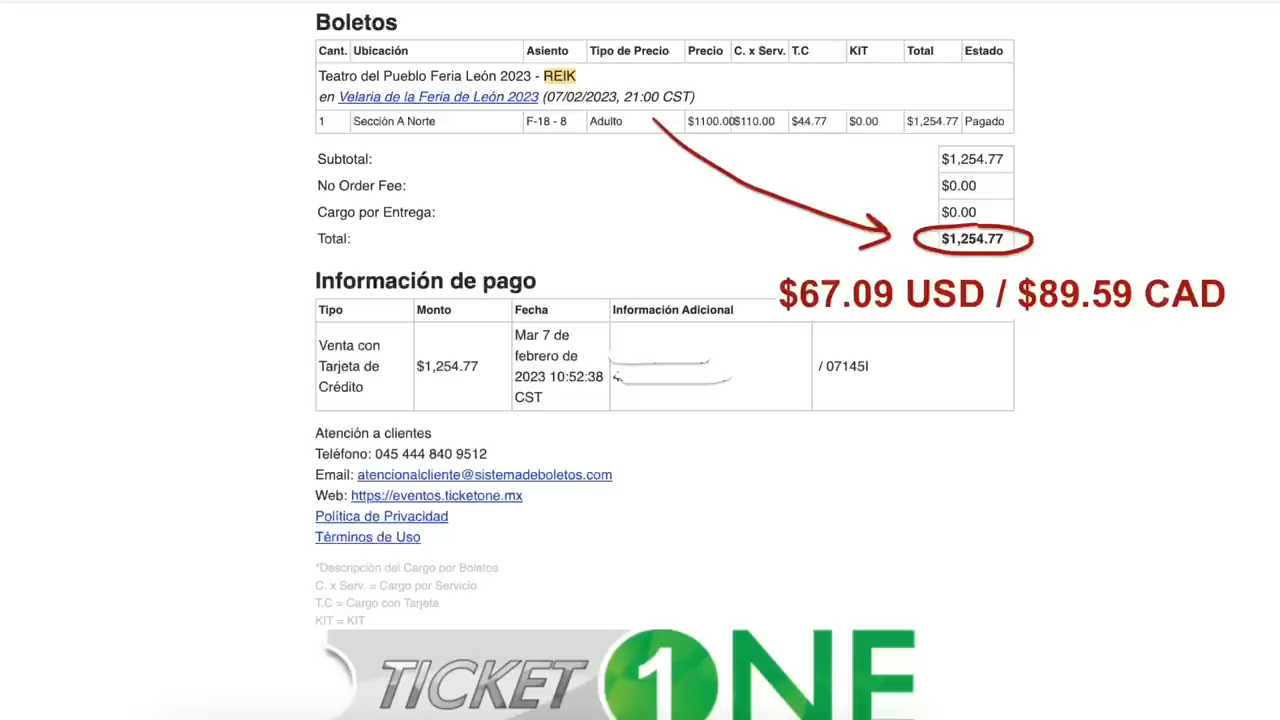 Boletos
Cant. Ubicación Asiento Tipo de Precio Precio C. x Serv. T.C KIT Total Estado
Teatro del Pueblo Feria León 2023 - REIK
en Velaria de la Feria de León 2023 (07/02/2023, 21:00 CST)
1 Sección A Norte F-18 - 8 Adulto $1100.00 $110.00 $44.77 $0.00 $1,254.77 Pagado
Subtotal: $1,254.77
No Order Fee: $0.00
Cargo por Entrega: $0.00
Total: $1,254.77
$67.09 USD / $89.59 CAD
Información de pago
Tipo Monto Fecha Información Adicional
Venta con Tarjeta de Crédito $1,254.77 Mar 7 de febrero de 2023 10:52:38 CST / 07145I
Atención a clientes
Teléfono: 045 444 840 9512
Email: atencionalcliente@sistemadeboletos.com
Web: https://eventos.ticketone.mx
Política de Privacidad
Términos de Uso
*Descripción del Cargo por Boletos
C. x Serv. = Cargo por Servicio
T.C = Cargo con Tarjeta
KIT = KIT
TICKET 1 ONE